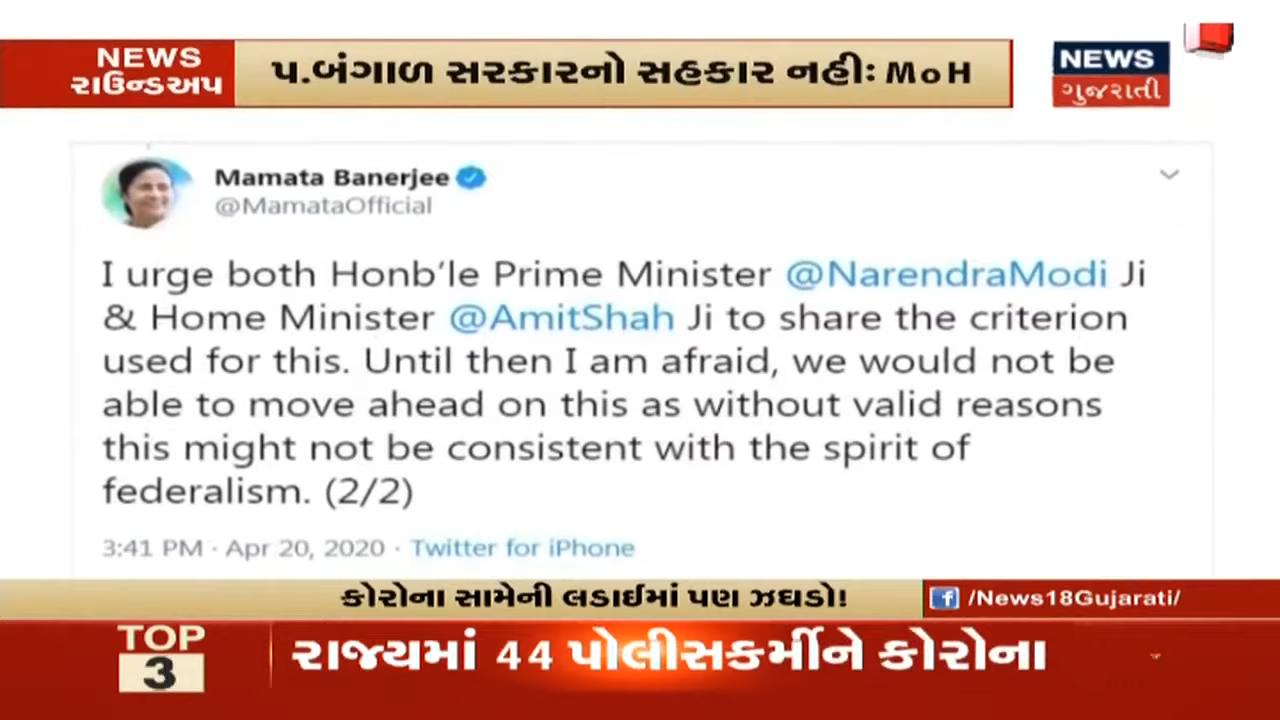 NEWS
રાઉન્ડઅપ
પ.બંગાળ સરકારનો સહકાર નહીઃ MoH
NEWS
ગુજરાતી
Mamata Banerjee
@MamataOfficial
I urge both Honb'le Prime Minister @NarendraModi Ji
& Home Minister @AmitShah Ji to share the criterion
used for this. Until then I am afraid, we would not be
able to move ahead on this as without valid reasons
this might not be consistent with the spirit of
federalism. (2/2)
3:41 PM · Apr 20, 2020 · Twitter for iPhone
કોરોના સામેની લડાઈમાં પણ ઝઘડો!
/News18Gujarati/
TOP
3
રાજ્યમાં 44 પોલીસકર્મીને કોરોના